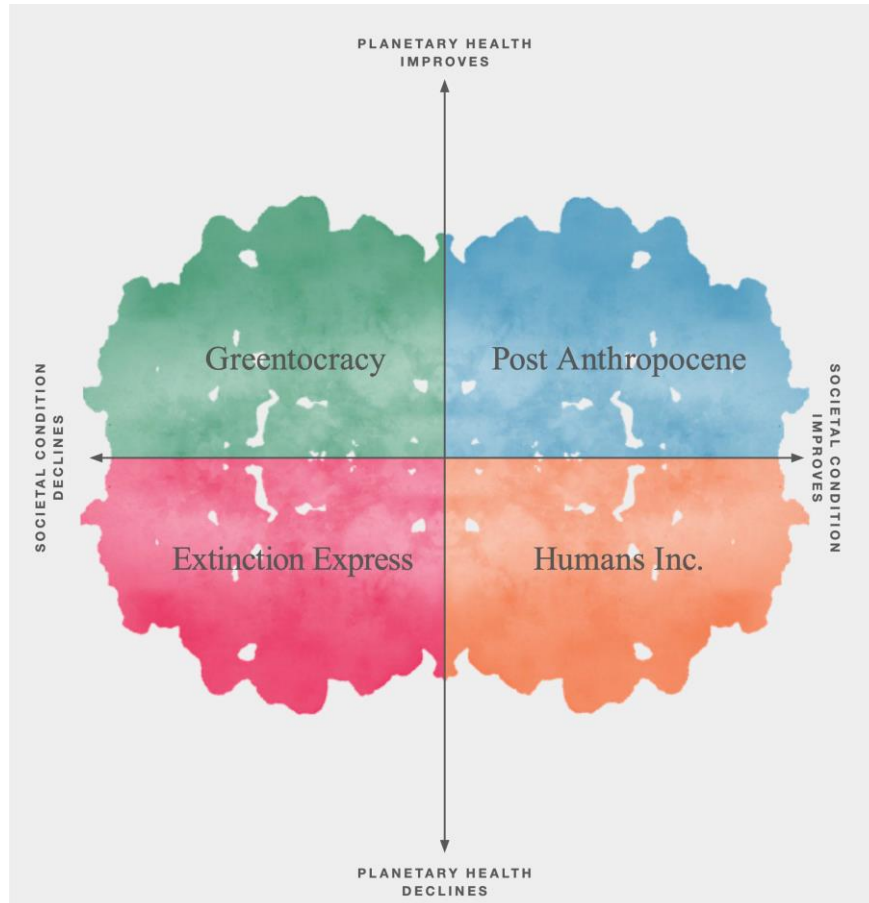 PLANETARY HEALTH
IMPROVES
Greentocracy
Post Anthropocene
SOCIETAL CONDITION
DECLINES
SOCIETAL CONDITION
IMPROVES
Extinction Express
Humans Inc.
PLANETARY HEALTH
DECLINES